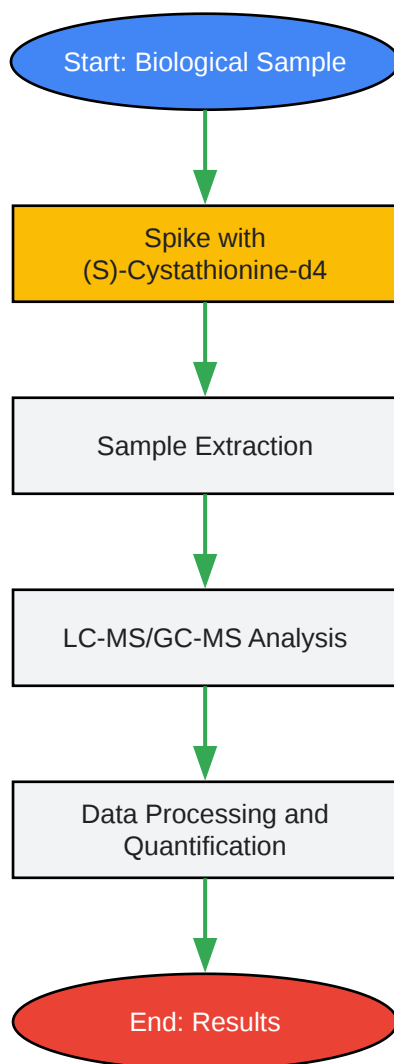 Start: Biological Sample
Spike with
(S)-Cystathionine-d4
Sample Extraction
LC-MS/GC-MS Analysis
Data Processing and
Quantification
End: Results